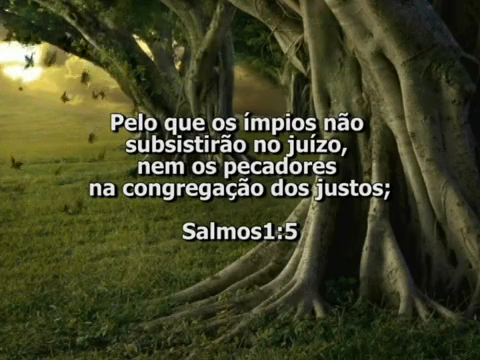 Pelo que os ímpios não
subsistirão no juízo,
nem os pecadores
na congregação dos justos;
Salmos1:5